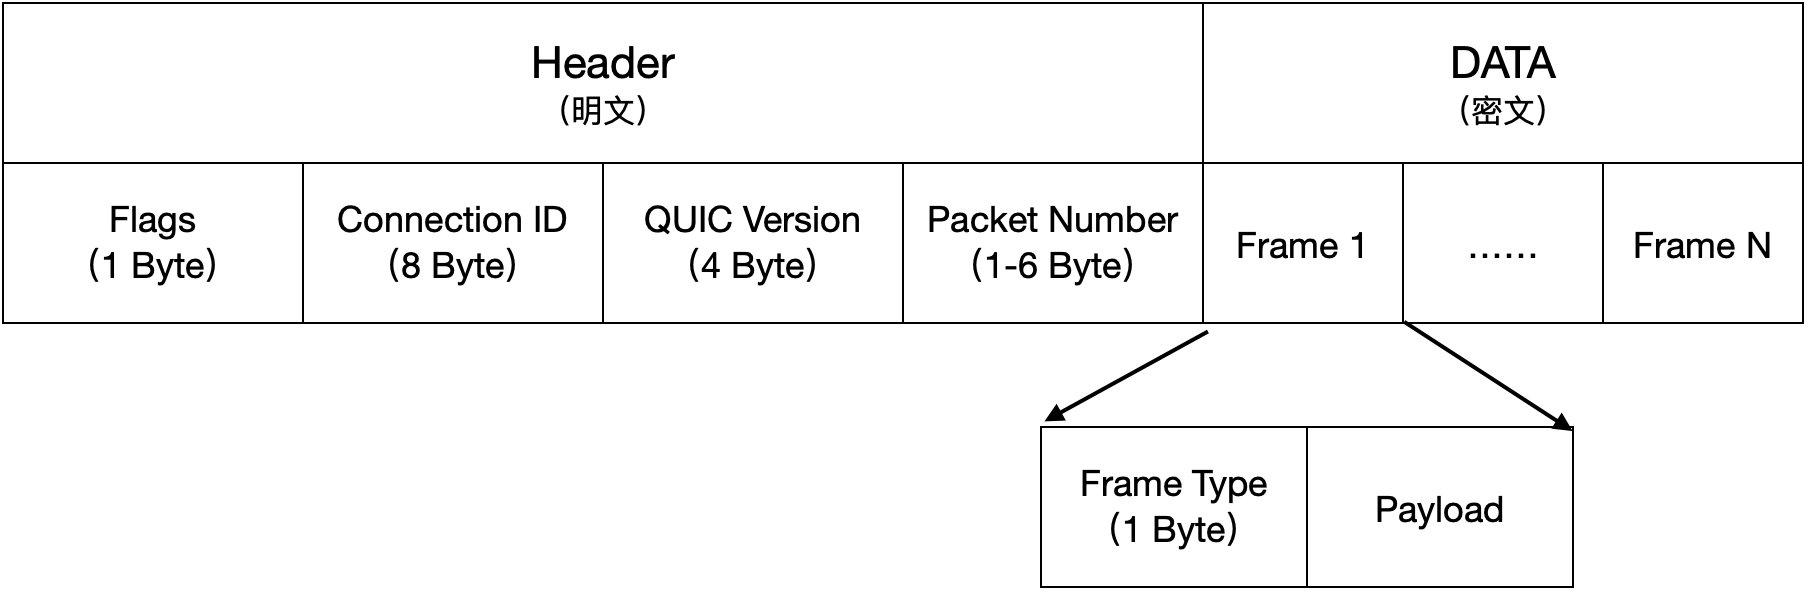 Header
（明文）
DATA
（密文）
Flags
（1 Byte）
Connection ID
（8 Byte）
QUIC Version
（4 Byte）
Packet Number
（1-6 Byte）
Frame 1
......
Frame N
Frame Type
（1 Byte）
Payload